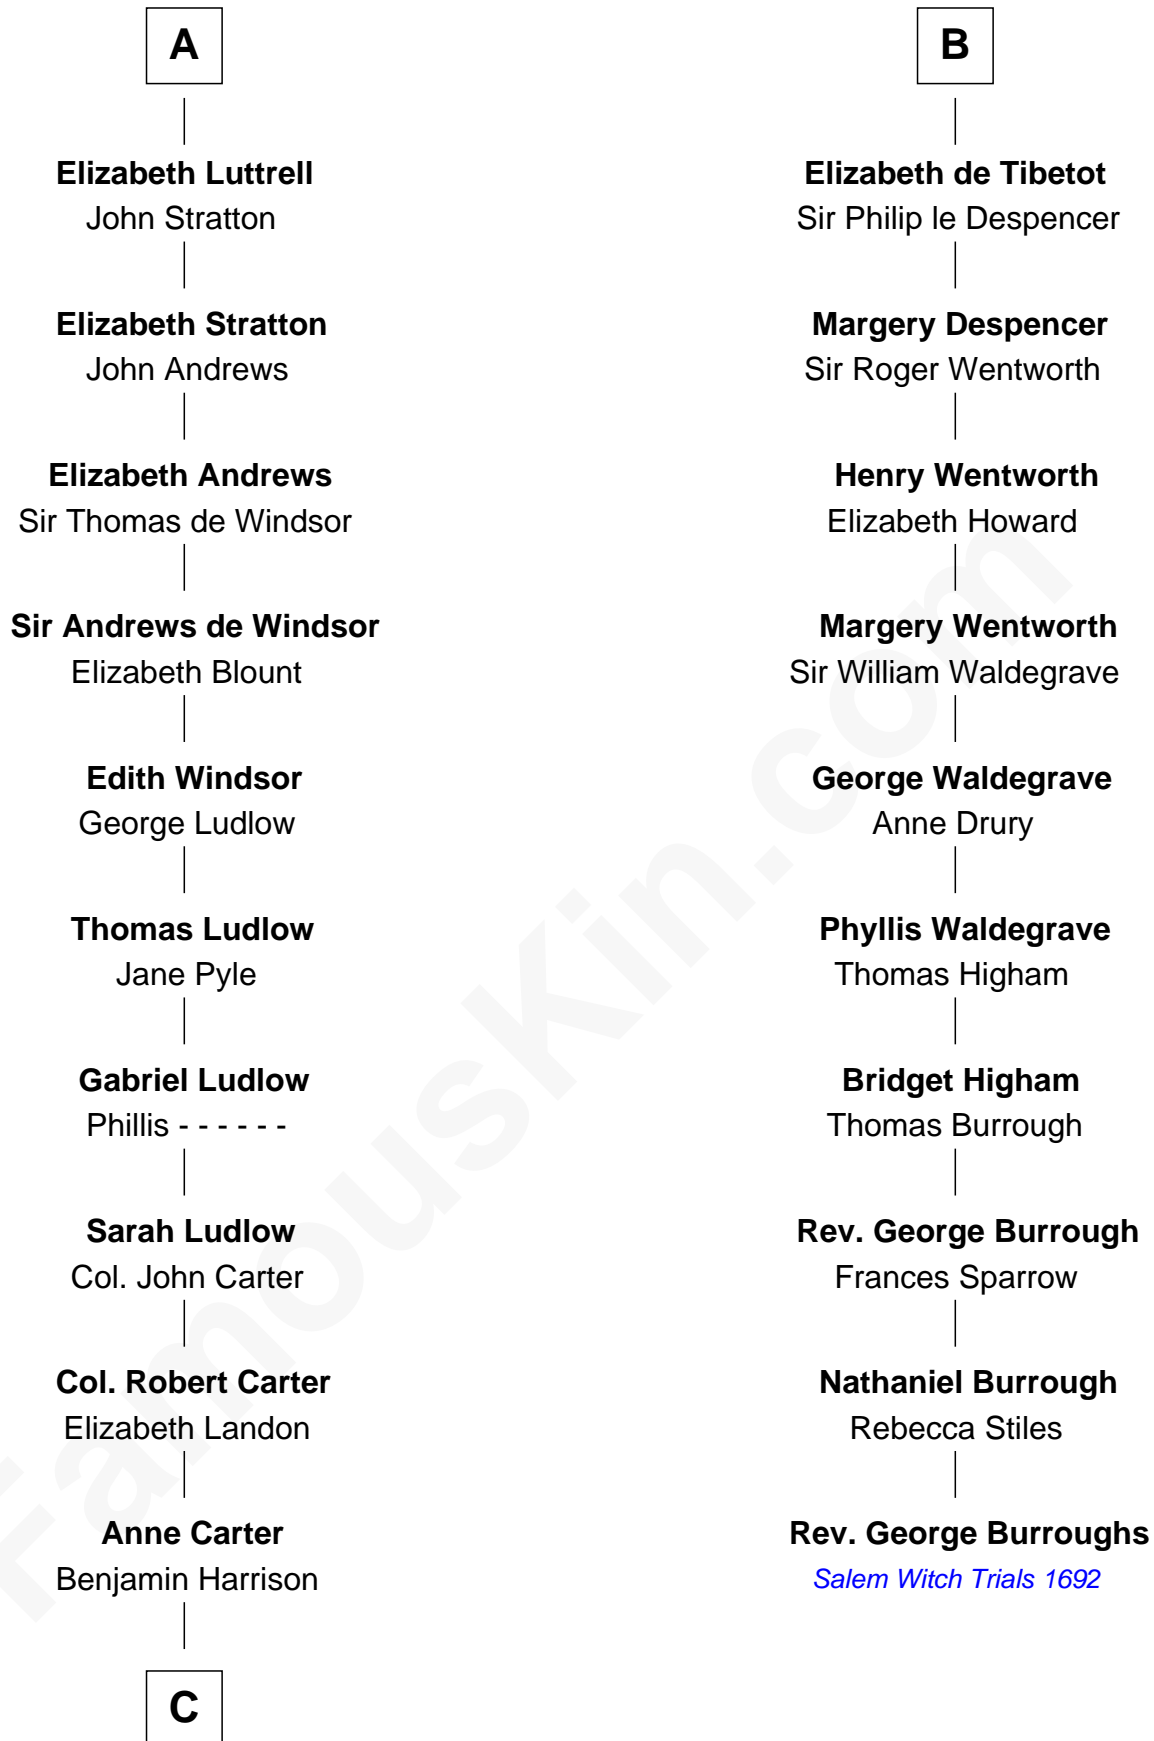 A
Elizabeth Luttrell
John Stratton
Elizabeth Stratton
John Andrews
Elizabeth Andrews
Sir Thomas de Windsor
Sir Andrews de Windsor
Elizabeth Blount
Edith Windsor
George Ludlow
Thomas Ludlow
Jane Pyle
Gabriel Ludlow
Phillis - - - - - -
Sarah Ludlow
Col. John Carter
Col. Robert Carter
Elizabeth Landon
Anne Carter
Benjamin Harrison
C
B
Elizabeth de Tibetot
Sir Philip le Despencer
Margery Despencer
Sir Roger Wentworth
Henry Wentworth
Elizabeth Howard
Margery Wentworth
Sir William Waldegrave
George Waldegrave
Anne Drury
Phyllis Waldegrave
Thomas Higham
Bridget Higham
Thomas Burrough
Rev. George Burrough
Frances Sparrow
Nathaniel Burrough
Rebecca Stiles
Rev. George Burroughs
Salem Witch Trials 1692
FamousKin.com